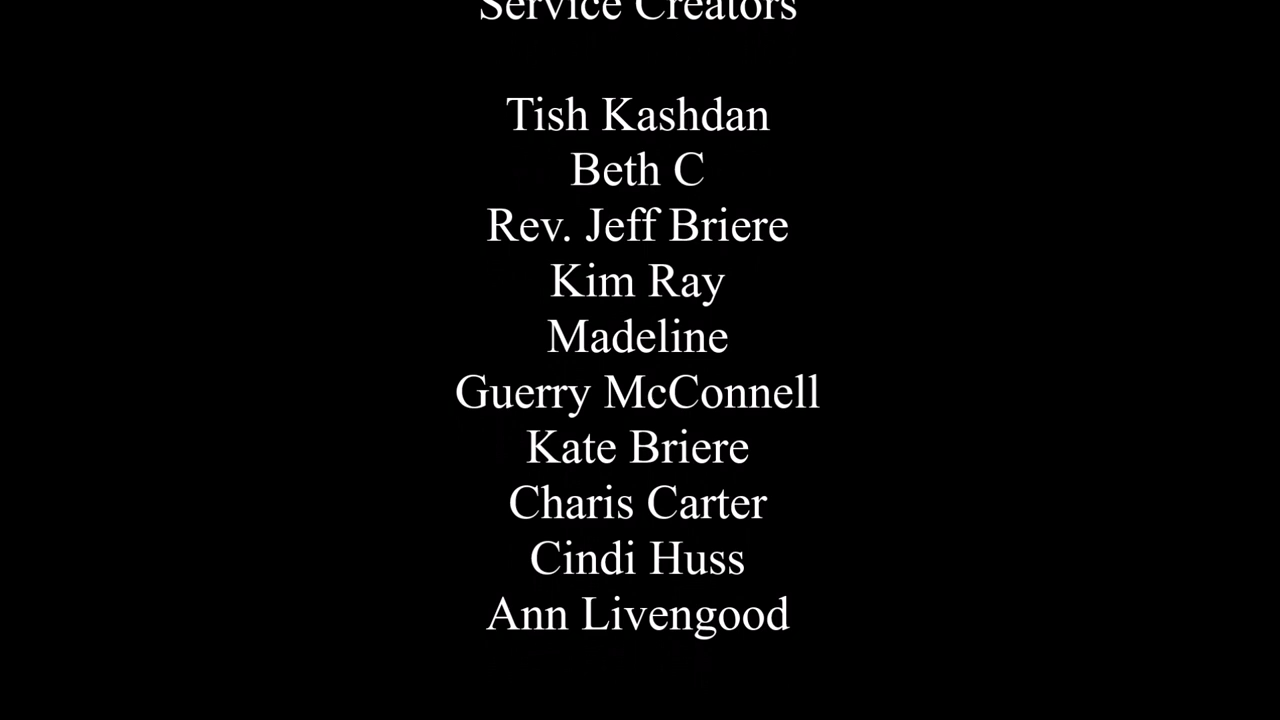 Service Creators
Tish Kashdan
Beth C
Rev. Jeff Briere
Kim Ray
Madeline
Guerry McConnell
Kate Briere
Charis Carter
Cindi Huss
Ann Livengood